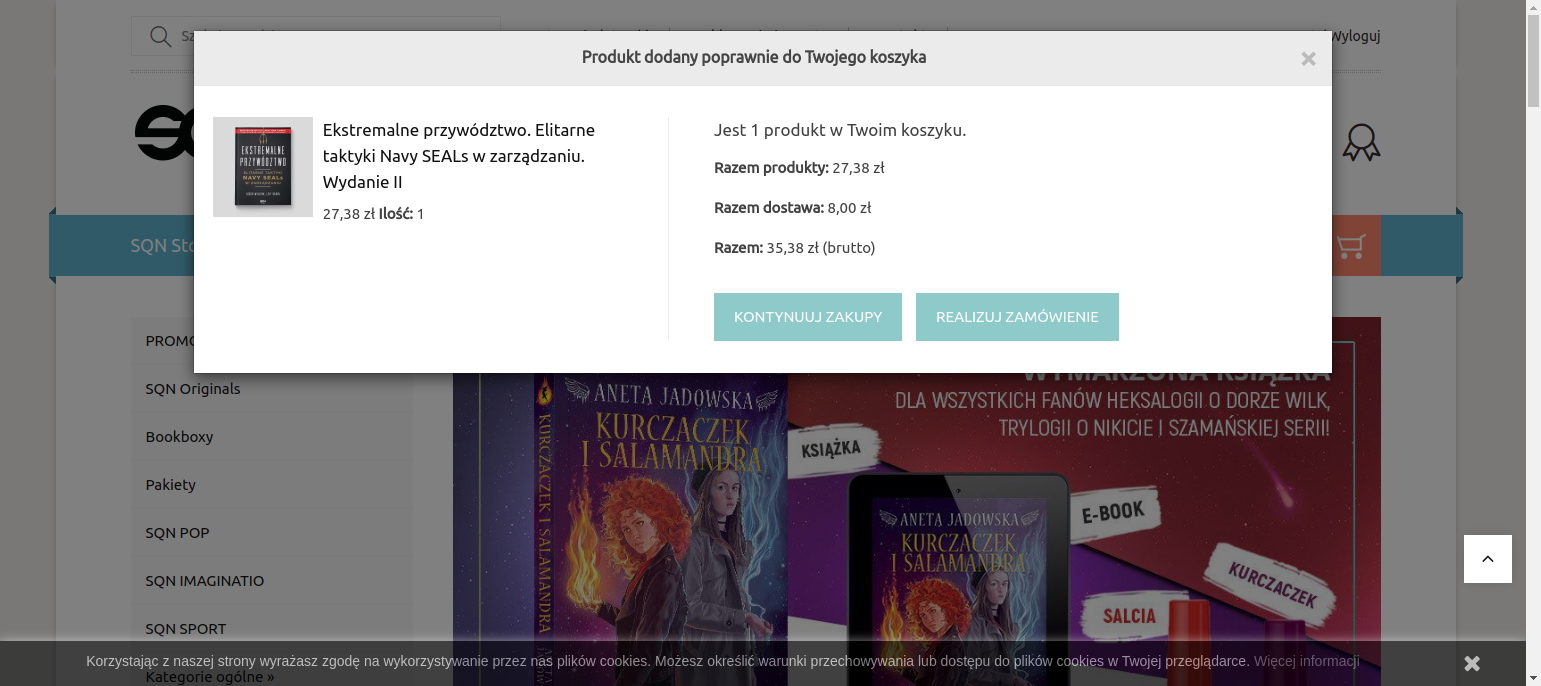 Wyloguj
Produkt dodany poprawnie do Twojego koszyka
×
EKSTREMALNE
PRZYWÓDZTWO
NAVY SEALs
Ekstremalne przywództwo. Elitarne
taktyki Navy SEALs w zarządzaniu.
Wydanie II
27,38 zł Ilość: 1
Jest 1 produkt w Twoim koszyku.
Razem produkty: 27,38 zł
Razem dostawa: 8,00 zł
Razem: 35,38 zł (brutto)
KONTYNUUJ ZAKUPY
REALIZUJ ZAMÓWIENIE
SQN
SQN Originals
Bookboxy
Pakiety
SQN POP
SQN IMAGINATIO
SQN SPORT
Kategorie ogólne »
WYMARZONA KSIĄŻKA
DLA WSZYSTKICH FANÓW HEKSALOGII O DORZE WILK,
TRYLOGII O NIKICIE I SZAMAŃSKIEJ SERII!
KURCZACZEK I SALAMANDRA
ANETA JADOWSKA
KURCZACZEK
I SALAMANDRA
KSIĄŻKA
E-BOOK
ANETA JADOWSKA
KURCZACZEK
I SALAMANDRA
KURCZACZEK
SALCIA
Korzystając z naszej strony wyrażasz zgodę na wykorzystywanie przez nas plików cookies. Możesz określić warunki przechowywania lub dostępu do plików cookies w Twojej przeglądarce. Więcej informacji